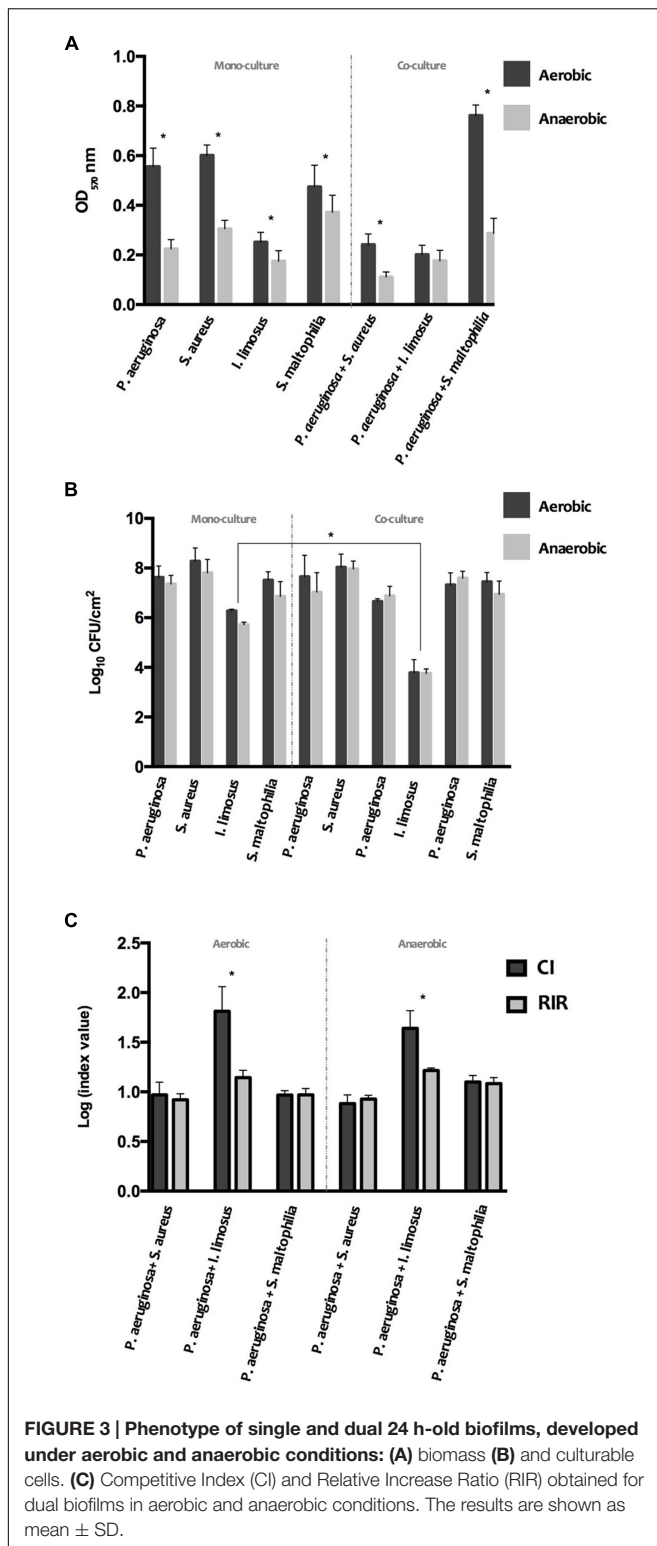 A
Mono-culture Co-culture
Aerobic
Anaerobic
OD570 nm
1.0
0.8
0.6
0.4
0.2
0.0
* * * * * *
P. aeruginosa
S. aureus
I. limosus
S. maltophilia
P. aeruginosa + S. aureus
P. aeruginosa + I. limosus
P. aeruginosa +S. maltophilia
B
Mono-culture Co-culture
Aerobic
Anaerobic
Log10 CFU/cm2
10
8
6
4
2
0
*
P. aeruginosa
S. aureus
I. limosus
S. maltophilia
P. aeruginosa
S. aureus
P. aeruginosa
I. limosus
P. aeruginosa
S. maltophilia
C
Aerobic Anaerobic
CI
RIR
Log (index value)
2.5
2.0
1.5
1.0
0.5
0.0
* *
P. aeruginosa+ S. aureus
P. aeruginosa+ I. limosus
P. aeruginosa + S. maltophilia
P. aeruginosa + S. aureus
P. aeruginosa + I. limosus
P. aeruginosa + S. maltophilia
FIGURE 3 | Phenotype of single and dual 24 h-old biofilms, developed
under aerobic and anaerobic conditions: (A) biomass (B) and culturable
cells. (C) Competitive Index (CI) and Relative Increase Ratio (RIR) obtained for
dual biofilms in aerobic and anaerobic conditions. The results are shown as
mean ± SD.